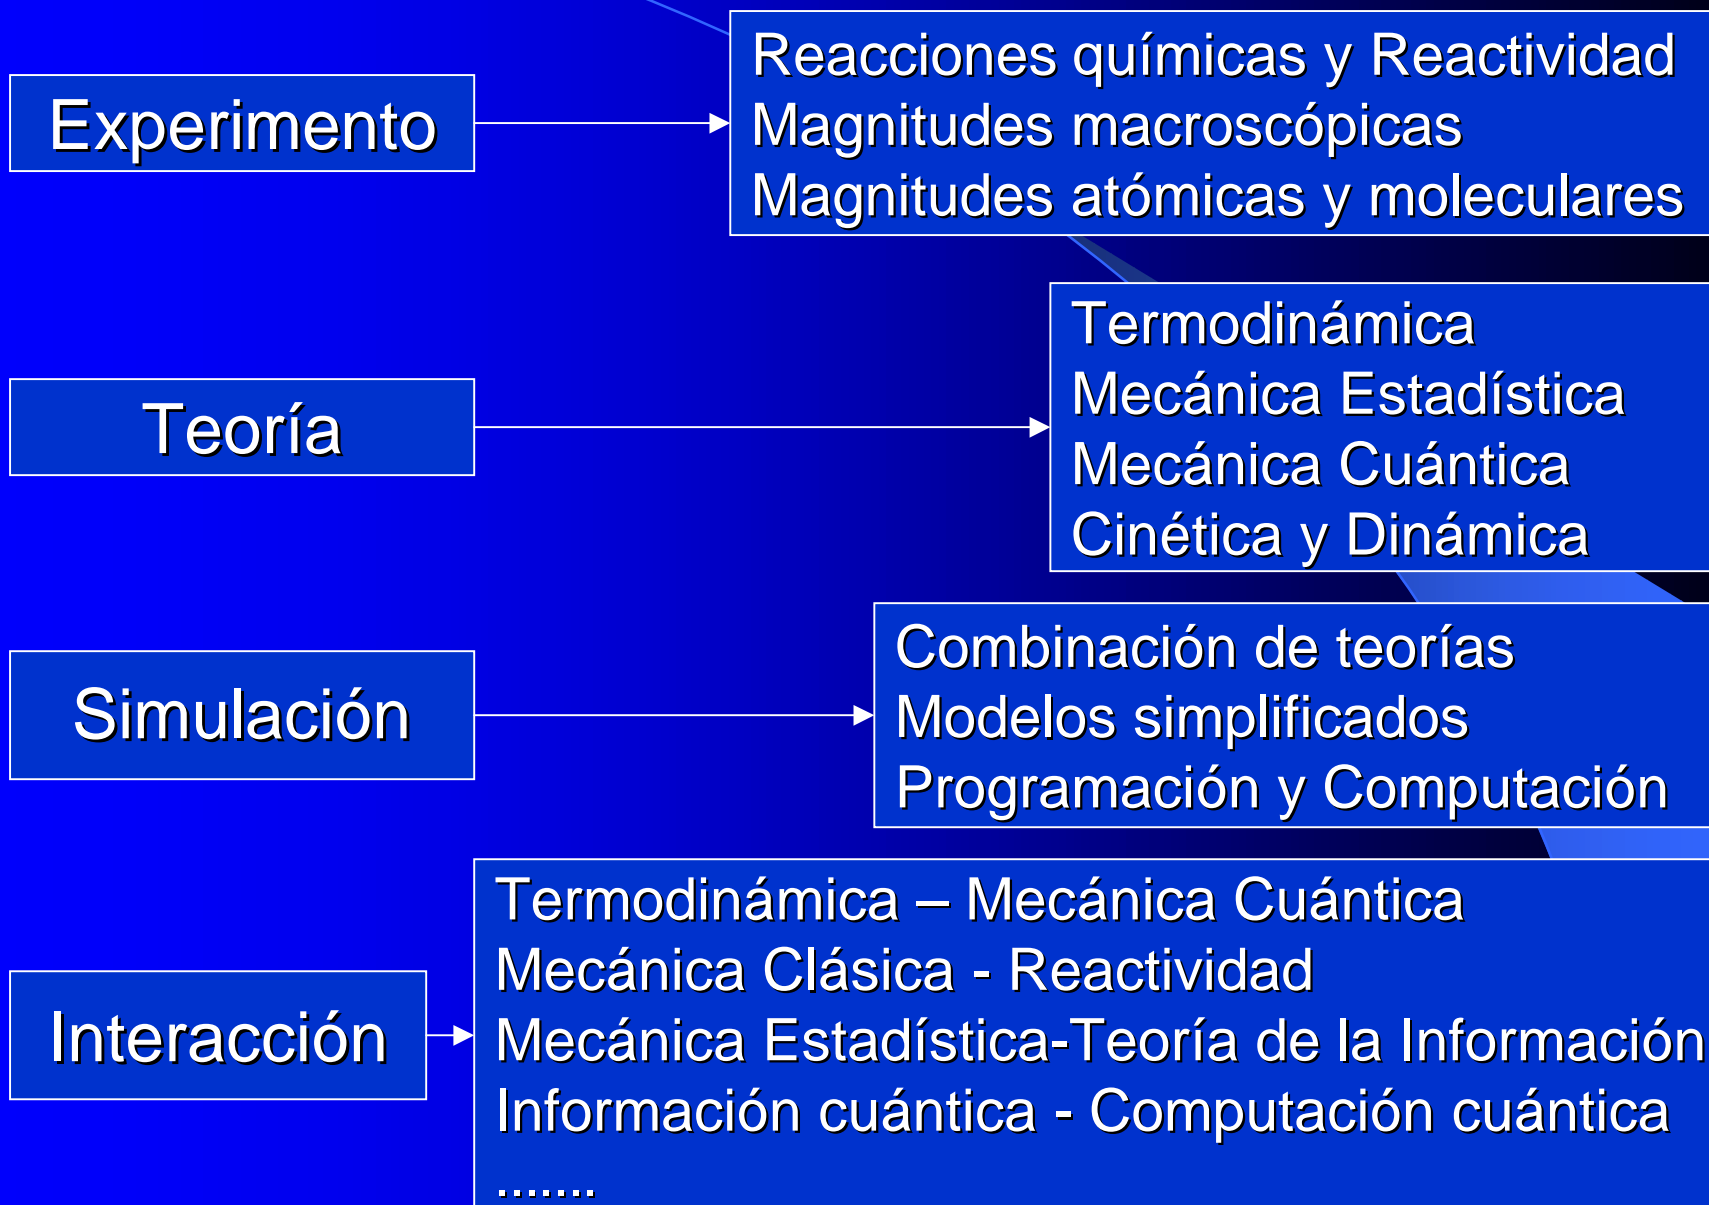 Experimento
Reacciones químicas y Reactividad
Magnitudes macroscópicas
Magnitudes atómicas y moleculares
Teoría
Termodinámica
Mecánica Estadística
Mecánica Cuántica
Cinética y Dinámica
Simulación
Combinación de teorías
Modelos simplificados
Programación y Computación
Interacción
Termodinámica – Mecánica Cuántica
Mecánica Clásica - Reactividad
Mecánica Estadística-Teoría de la Información
Información cuántica - Computación cuántica
.......